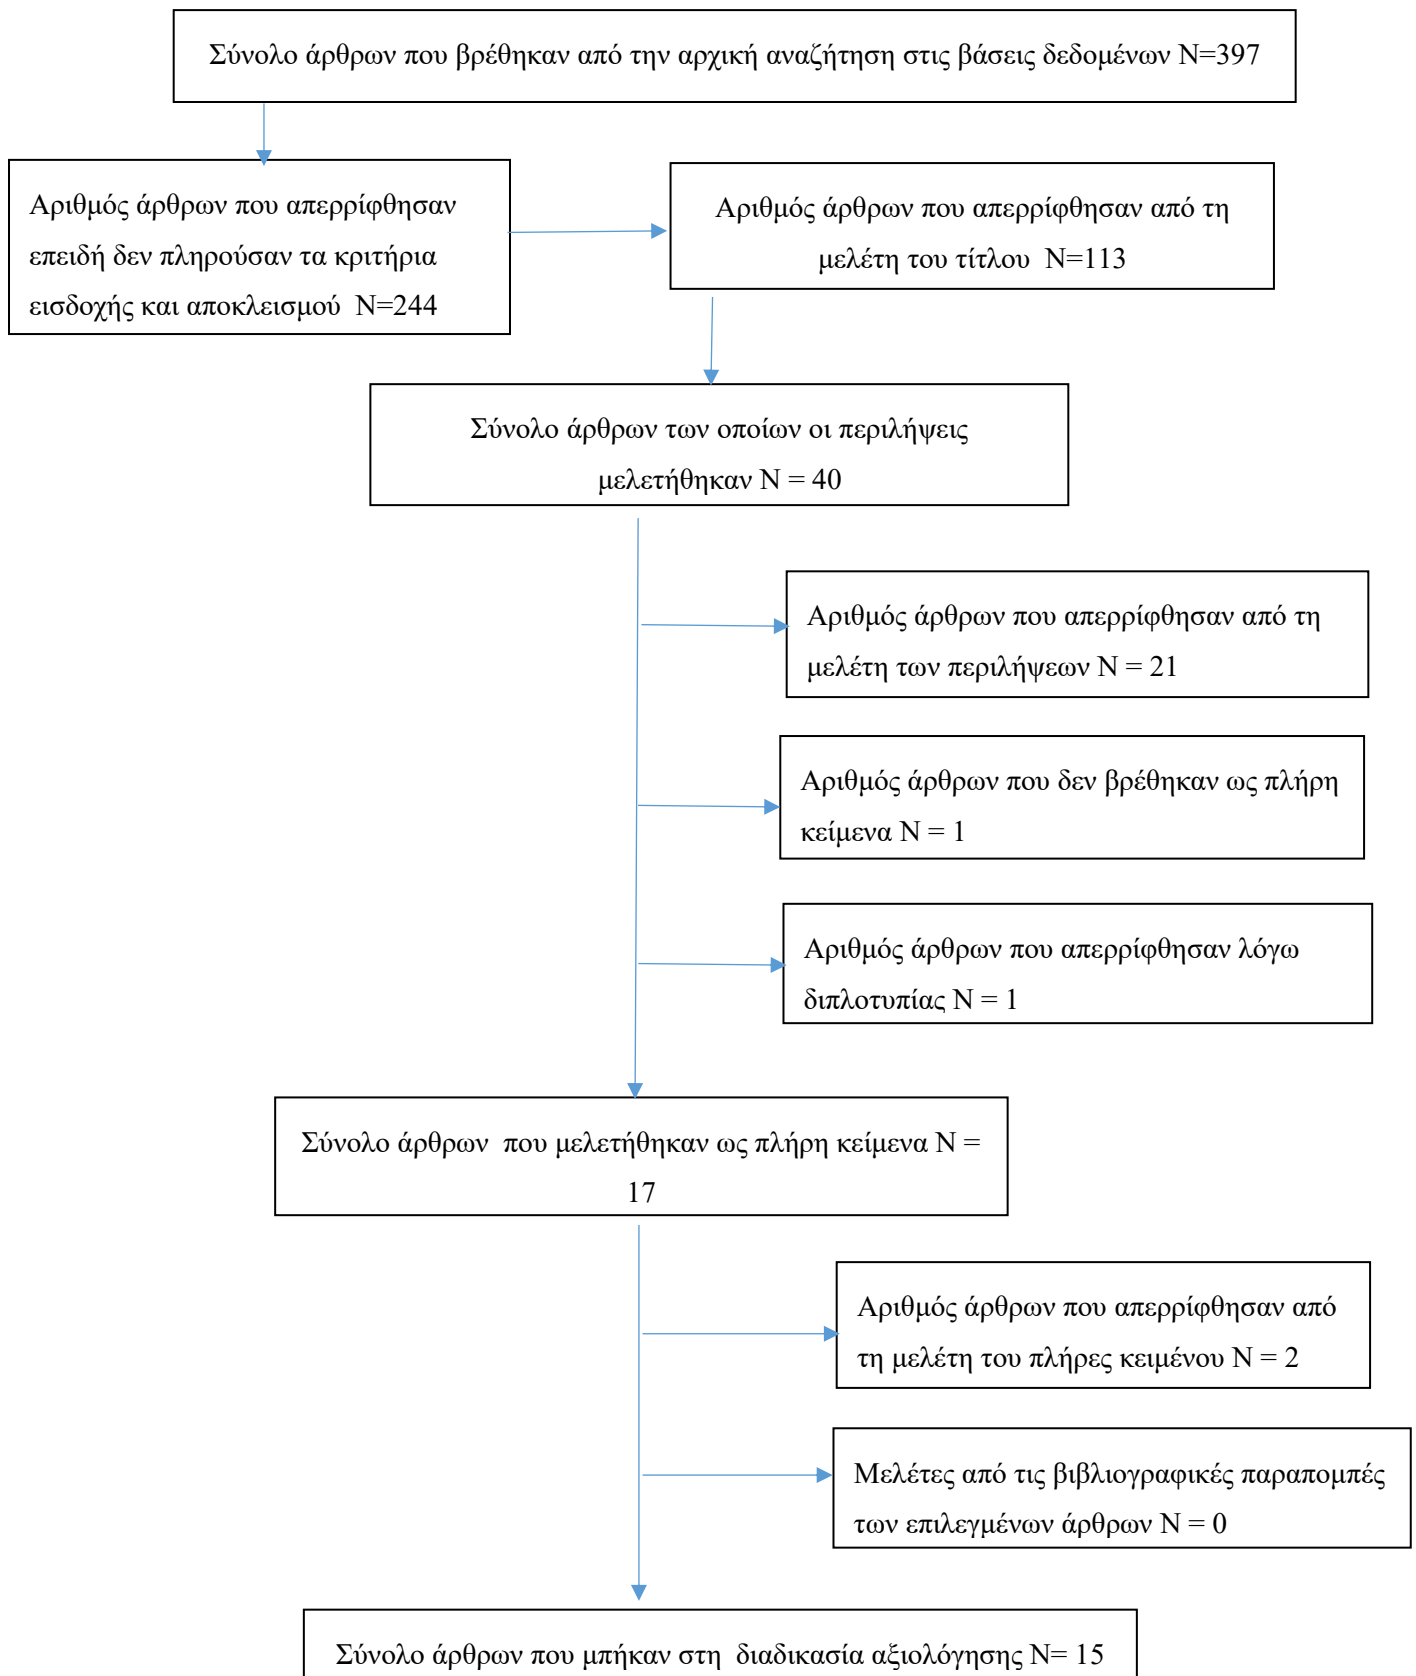 Σύνολο άρθρων που βρέθηκαν από την αρχική αναζήτηση στις βάσεις δεδομένων Ν=397
Αριθμός άρθρων που απερρίφθησαν
επειδή δεν πληρούσαν τα κριτήρια
εισδοχής και αποκλεισμού Ν=244
Αριθμός άρθρων που απερρίφθησαν από τη
μελέτη του τίτλου Ν=113
Σύνολο άρθρων των οποίων οι περιλήψεις
μελετήθηκαν Ν = 40
Αριθμός άρθρων που απερρίφθησαν από τη
μελέτη των περιλήψεων Ν = 21
Αριθμός άρθρων που δεν βρέθηκαν ως πλήρη
κείμενα Ν = 1
Αριθμός άρθρων που απερρίφθησαν λόγω
διπλοτυπίας Ν = 1
Σύνολο άρθρων που μελετήθηκαν ως πλήρη κείμενα Ν =
17
Αριθμός άρθρων που απερρίφθησαν από
τη μελέτη του πλήρες κειμένου Ν = 2
Μελέτες από τις βιβλιογραφικές παραπομπές
των επιλεγμένων άρθρων Ν = 0
Σύνολο άρθρων που μπήκαν στη διαδικασία αξιολόγησης Ν= 15